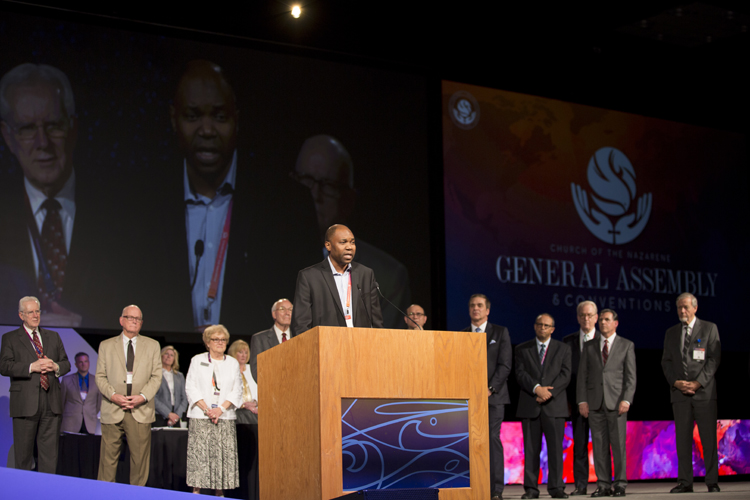 CHURCH OF THE NAZARENE
GENERAL ASSEMBLY
& CONVENTIONS